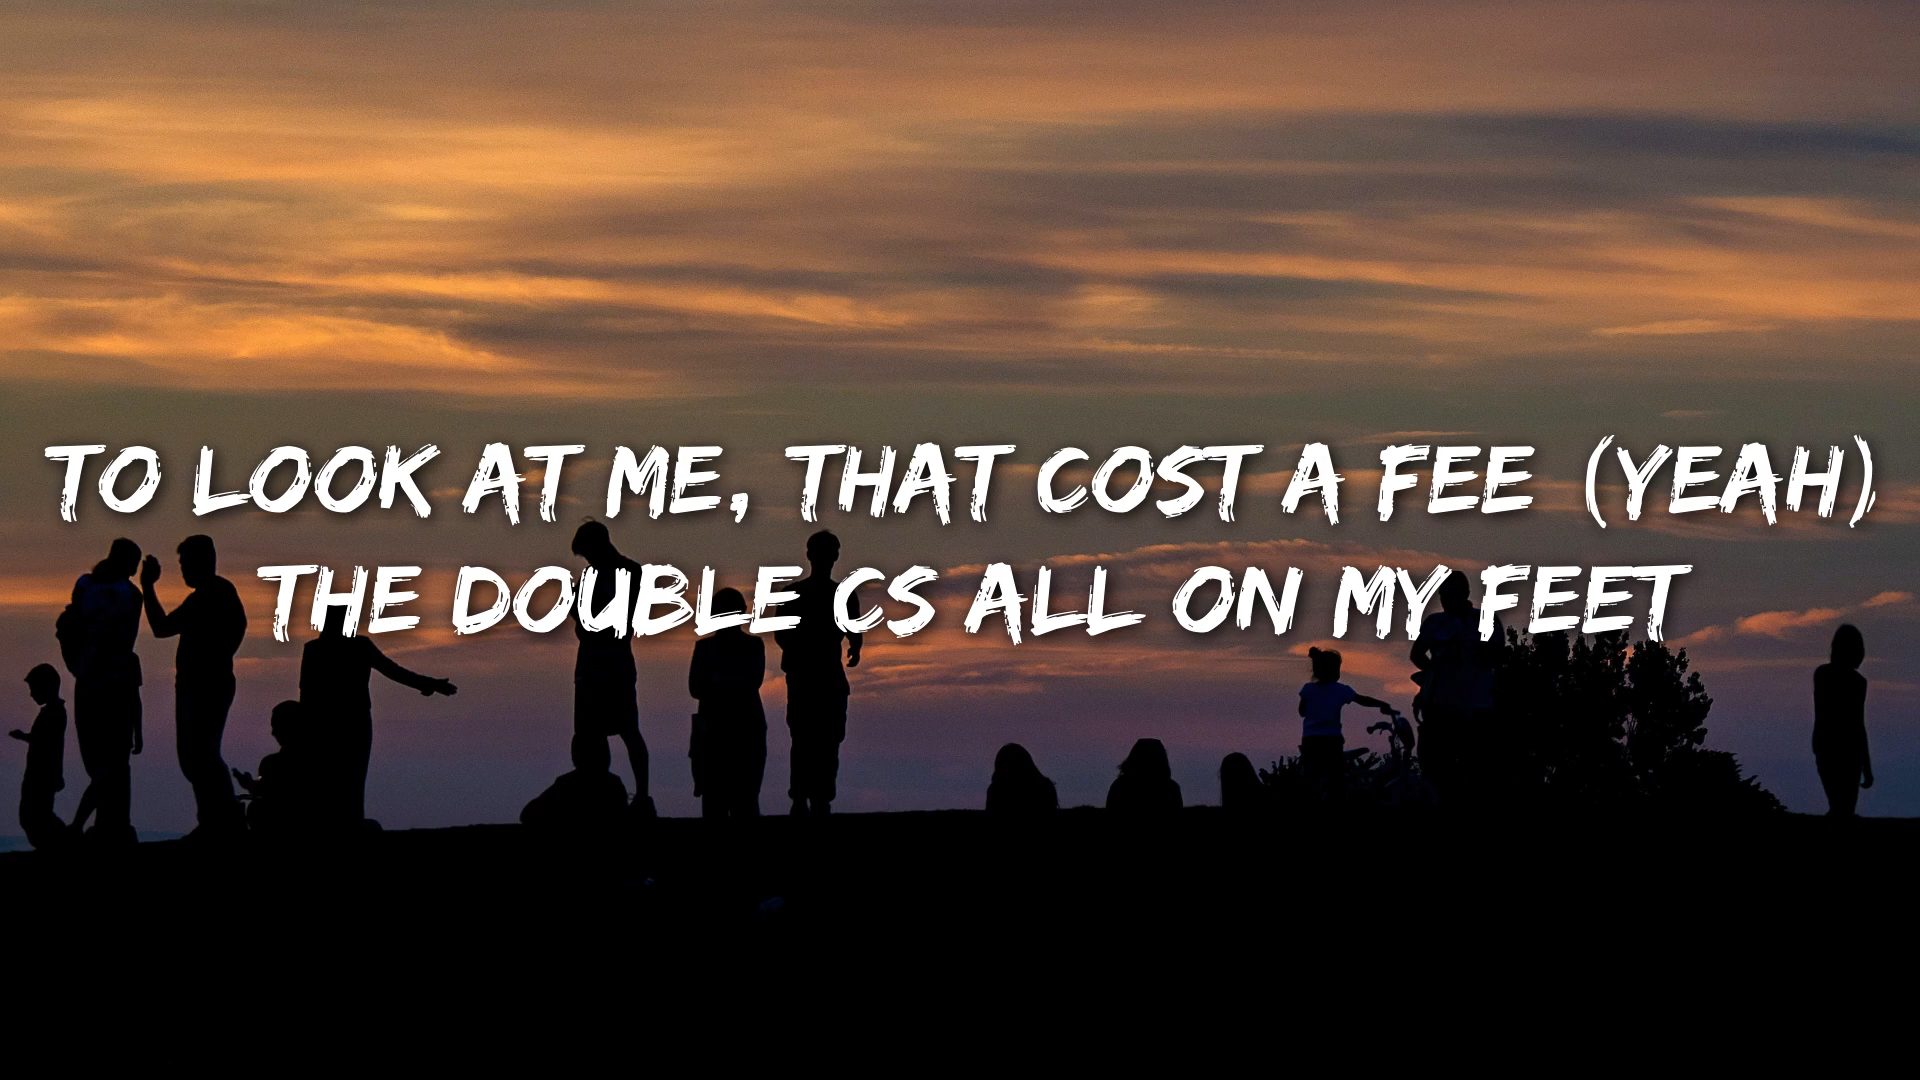 TO LOOK AT ME, THAT COST A FEE (YEAH)
THE DOUBLE CS ALL ON MY FEET